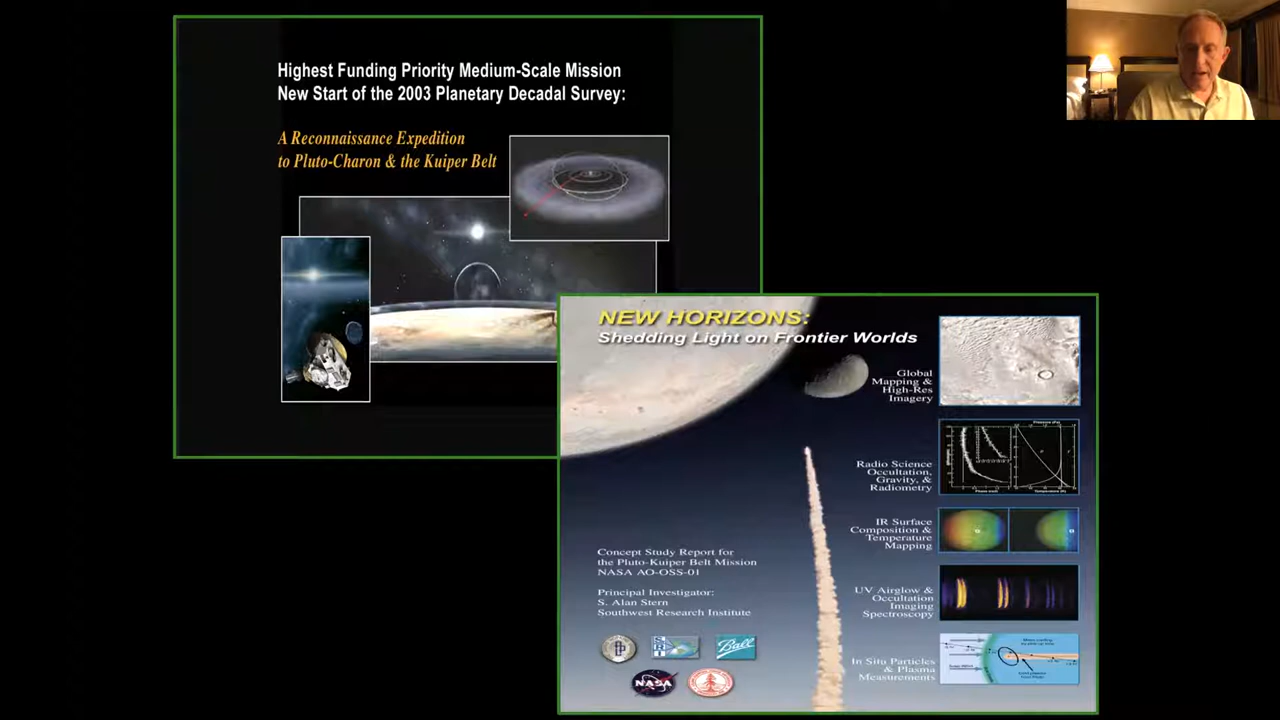 Highest Funding Priority Medium-Scale Mission
New Start of the 2003 Planetary Decadal Survey:
A Reconnaissance Expedition
to Pluto-Charon & the Kuiper Belt
NEW HORIZONS:
Shedding Light on Frontier Worlds
Global
Mapping &
High-Res
Imagery
Radio Science
Occultation,
Gravity, &
Radiometry
IR Surface
Composition &
Temperature
Mapping
UV Airglow &
Occultation
Imaging
Spectroscopy
In Situ Particles
& Plasma
Measurements
Concept Study Report for
the Pluto-Kuiper Belt Mission
NASA AO-OSS-01
Principal Investigator:
S. Alan Stern
Southwest Research Institute
Ball
NASA